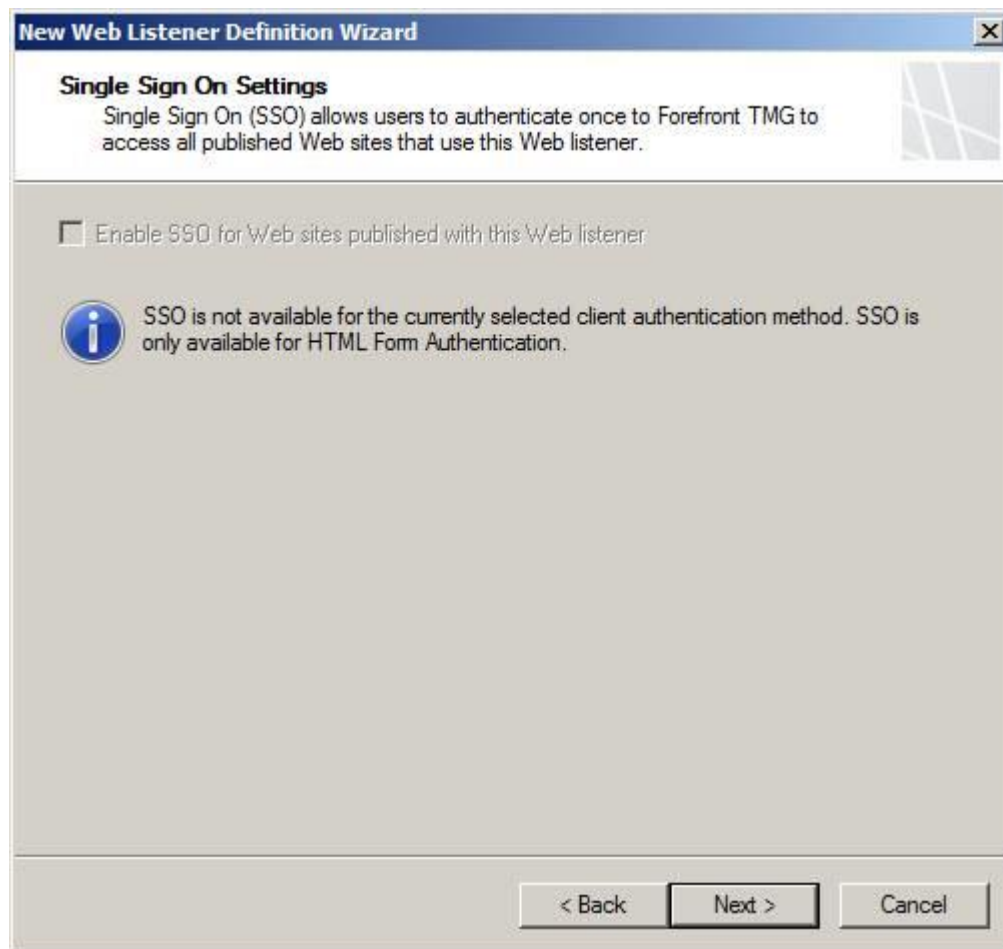 New Web Listener Definition Wizard
Single Sign On Settings
Single Sign On (SSO) allows users to authenticate once to Forefront TMG to
access all published Web sites that use this Web listener.
Enable SSO for Web sites published with this Web listener
SSO is not available for the currently selected client authentication method. SSO is
only available for HTML Form Authentication.
< Back
Next >
Cancel